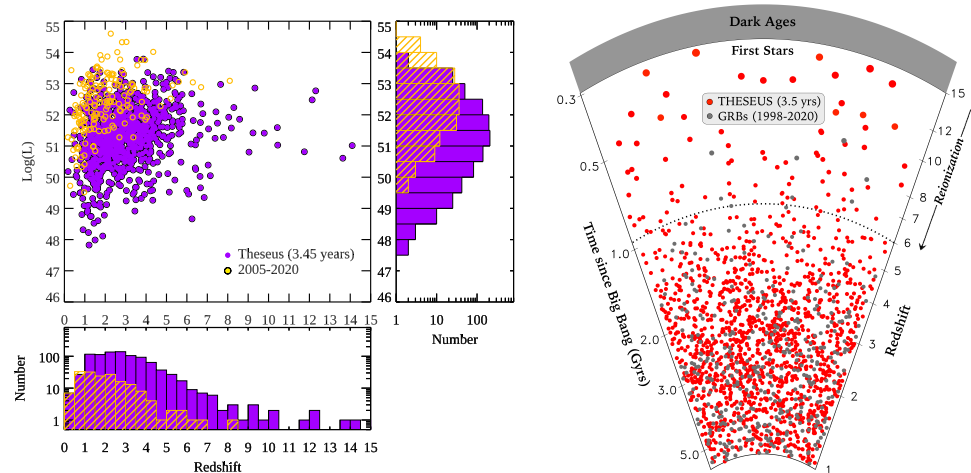 55
54
53
52
51
50
49
48
47
46
Log(L)
0 1 2 3 4 5 6 7 8 9 10 11 12 13 14 15
Theseus (3.45 years)
2005-2020
55
54
53
52
51
50
49
48
47
46
1 10 100
Number
100
10
1
Number
0 1 2 3 4 5 6 7 8 9 10 11 12 13 14 15
Redshift
Dark Ages
First Stars
THESEUS (3.5 yrs)
GRBs (1998-2020)
0.3
0.5
1.0
2.0
3.0
5.0
Time since Big Bang (Gyrs)
15
12
10
8
7
6
5
4
3
2
1
Reionization
Redshift